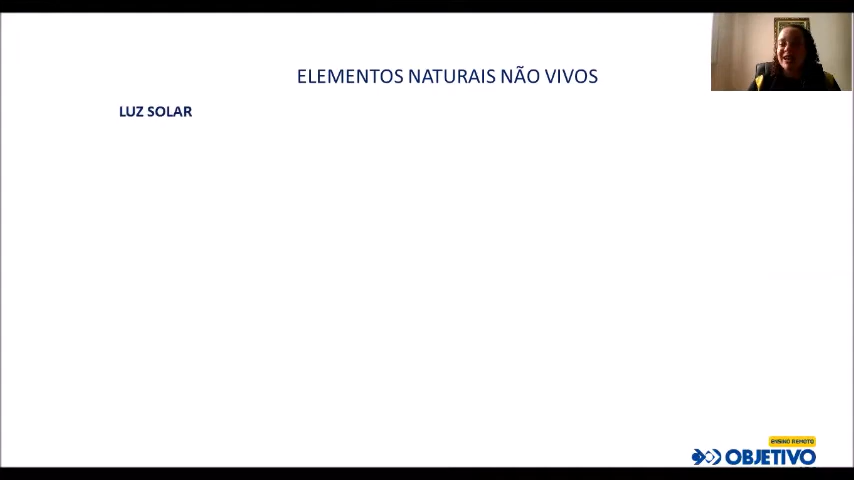 ELEMENTOS NATURAIS NÃO VIVOS
LUZ SOLAR
ENSINO REMOTO
OBJETIVO